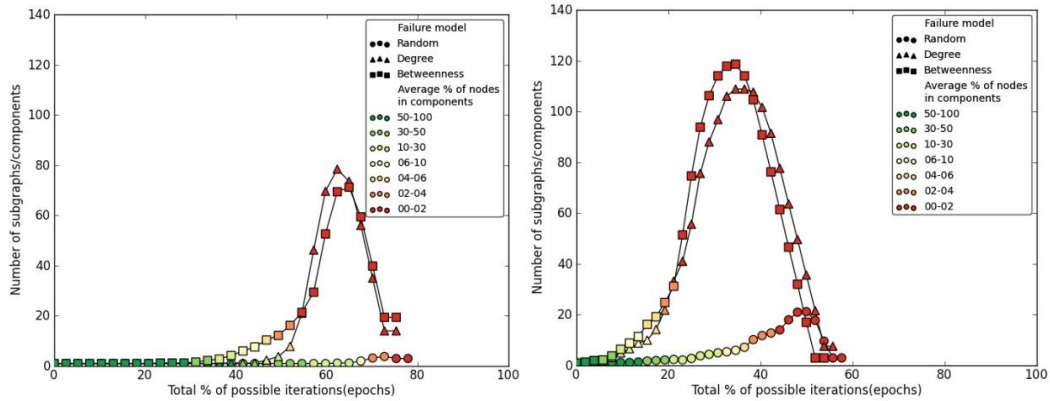 140
120
100
80
60
40
20
0
Number of subgraphs/components
0 20 40 60 80 100
Total % of possible iterations(epochs)
Failure model
Random
Degree
Betweenness
Average % of nodes
in components
50-100
30-50
10-30
06-10
04-06
02-04
00-02
140
120
100
80
60
40
20
0
Number of subgraphs/components
0 20 40 60 80 100
Total % of possible iterations(epochs)
Failure model
Random
Degree
Betweenness
Average % of nodes
in components
50-100
30-50
10-30
06-10
04-06
02-04
00-02